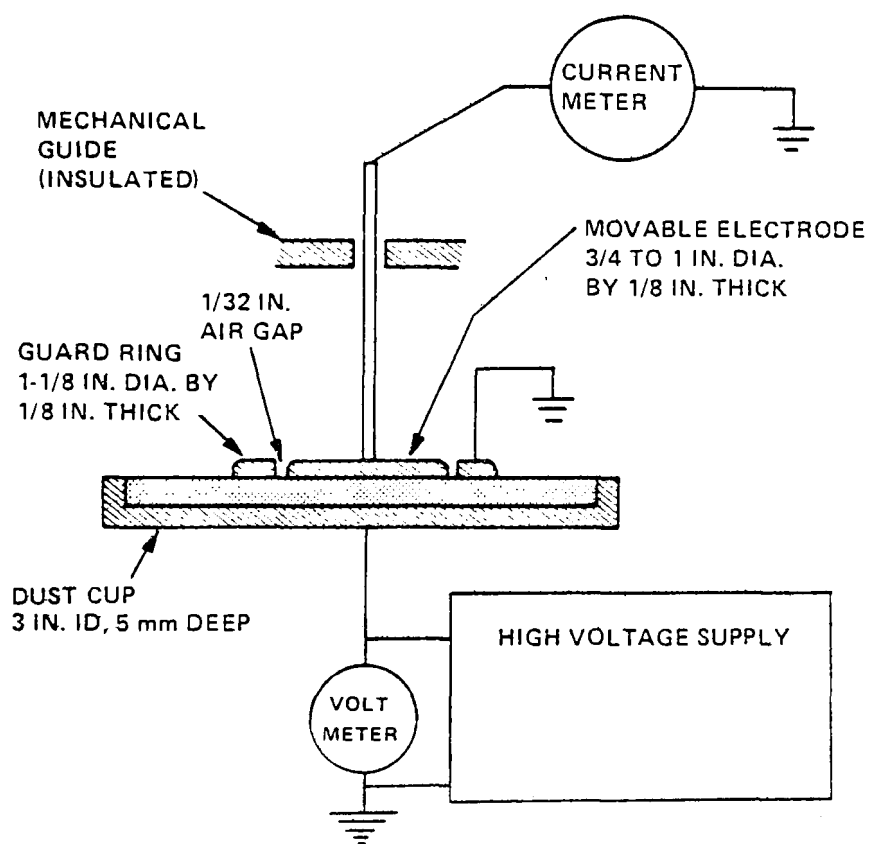 CURRENT
METER
MECHANICAL
GUIDE
(INSULATED)
MOVABLE ELECTRODE
3/4 TO 1 IN. DIA.
BY 1/8 IN. THICK
1/32 IN.
AIR GAP
GUARD RING
1-1/8 IN. DIA. BY
1/8 IN. THICK
DUST CUP
3 IN. ID, 5 mm DEEP
HIGH VOLTAGE SUPPLY
VOLT
METER